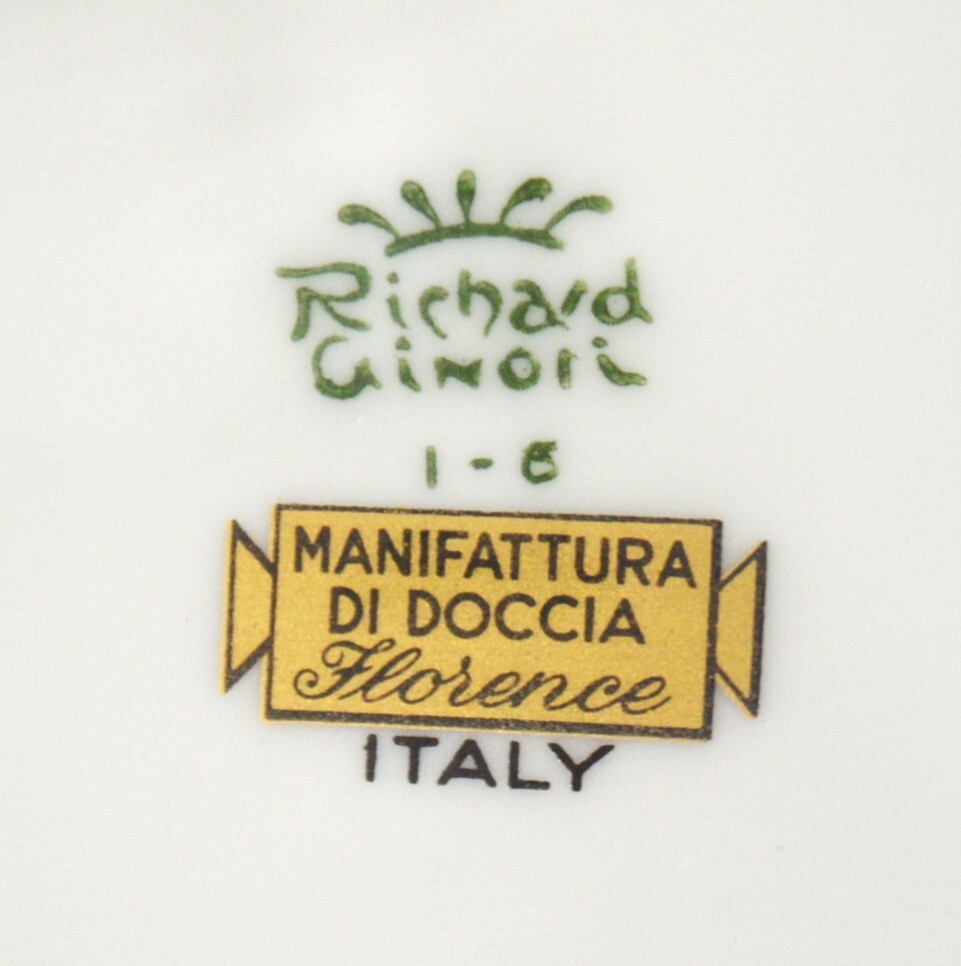 Richard
Ginori
1-6
MANIFATTURA
DI DOCCIA
Florence
ITALY